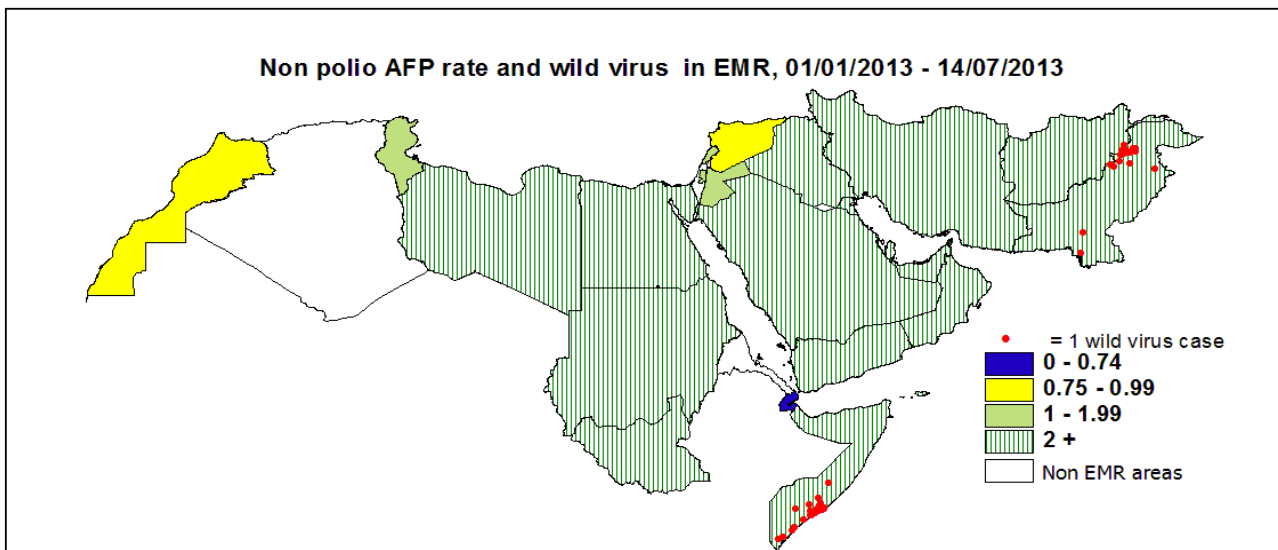 Non polio AFP rate and wild virus in EMR, 01/01/2013 - 14/07/2013
= 1 wild virus case
0 - 0.74
0.75 - 0.99
1 - 1.99
2 +
Non EMR areas